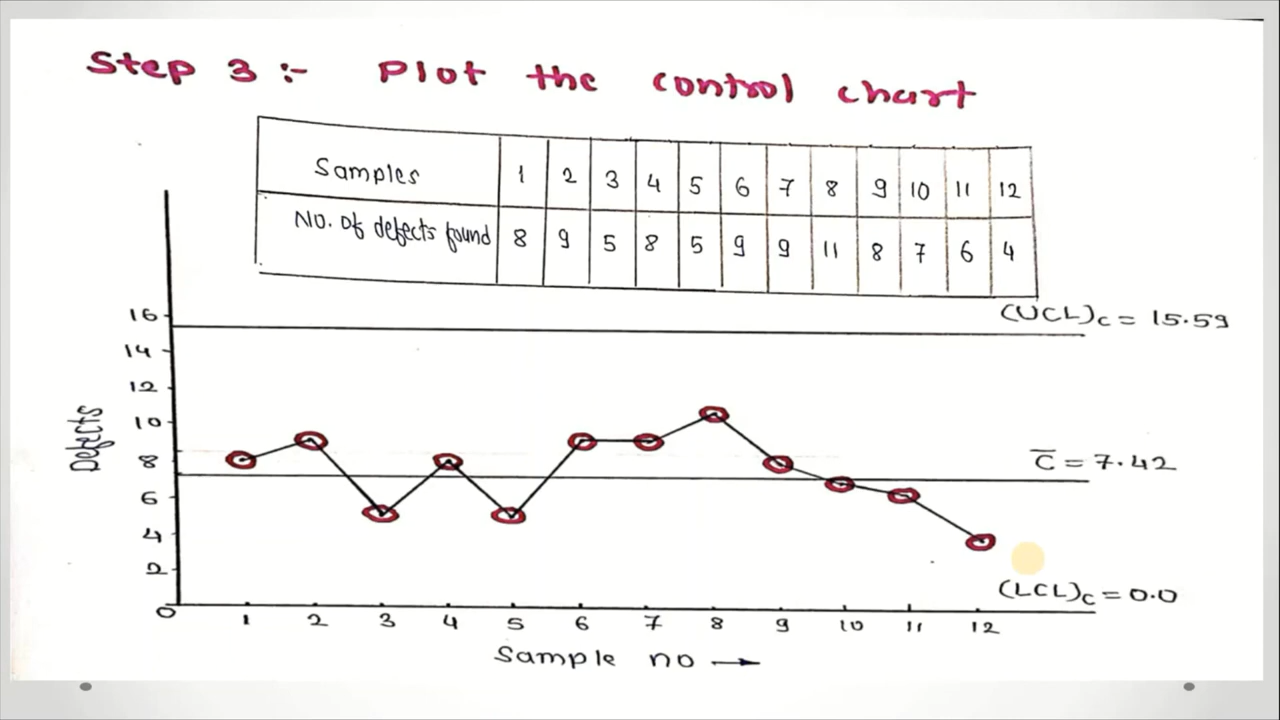 Step 3 :- Plot the control chart
Samples 1 2 3 4 5 6 7 8 9 10 11 12
No. of defects found 8 9 5 8 5 9 9 11 8 7 6 4
(UCL)c = 15.59
16
14
12
10
8
6
4
2
0
Defects
C̅ = 7.42
(LCL)c = 0.0
1 2 3 4 5 6 7 8 9 10 11 12
Sample no →